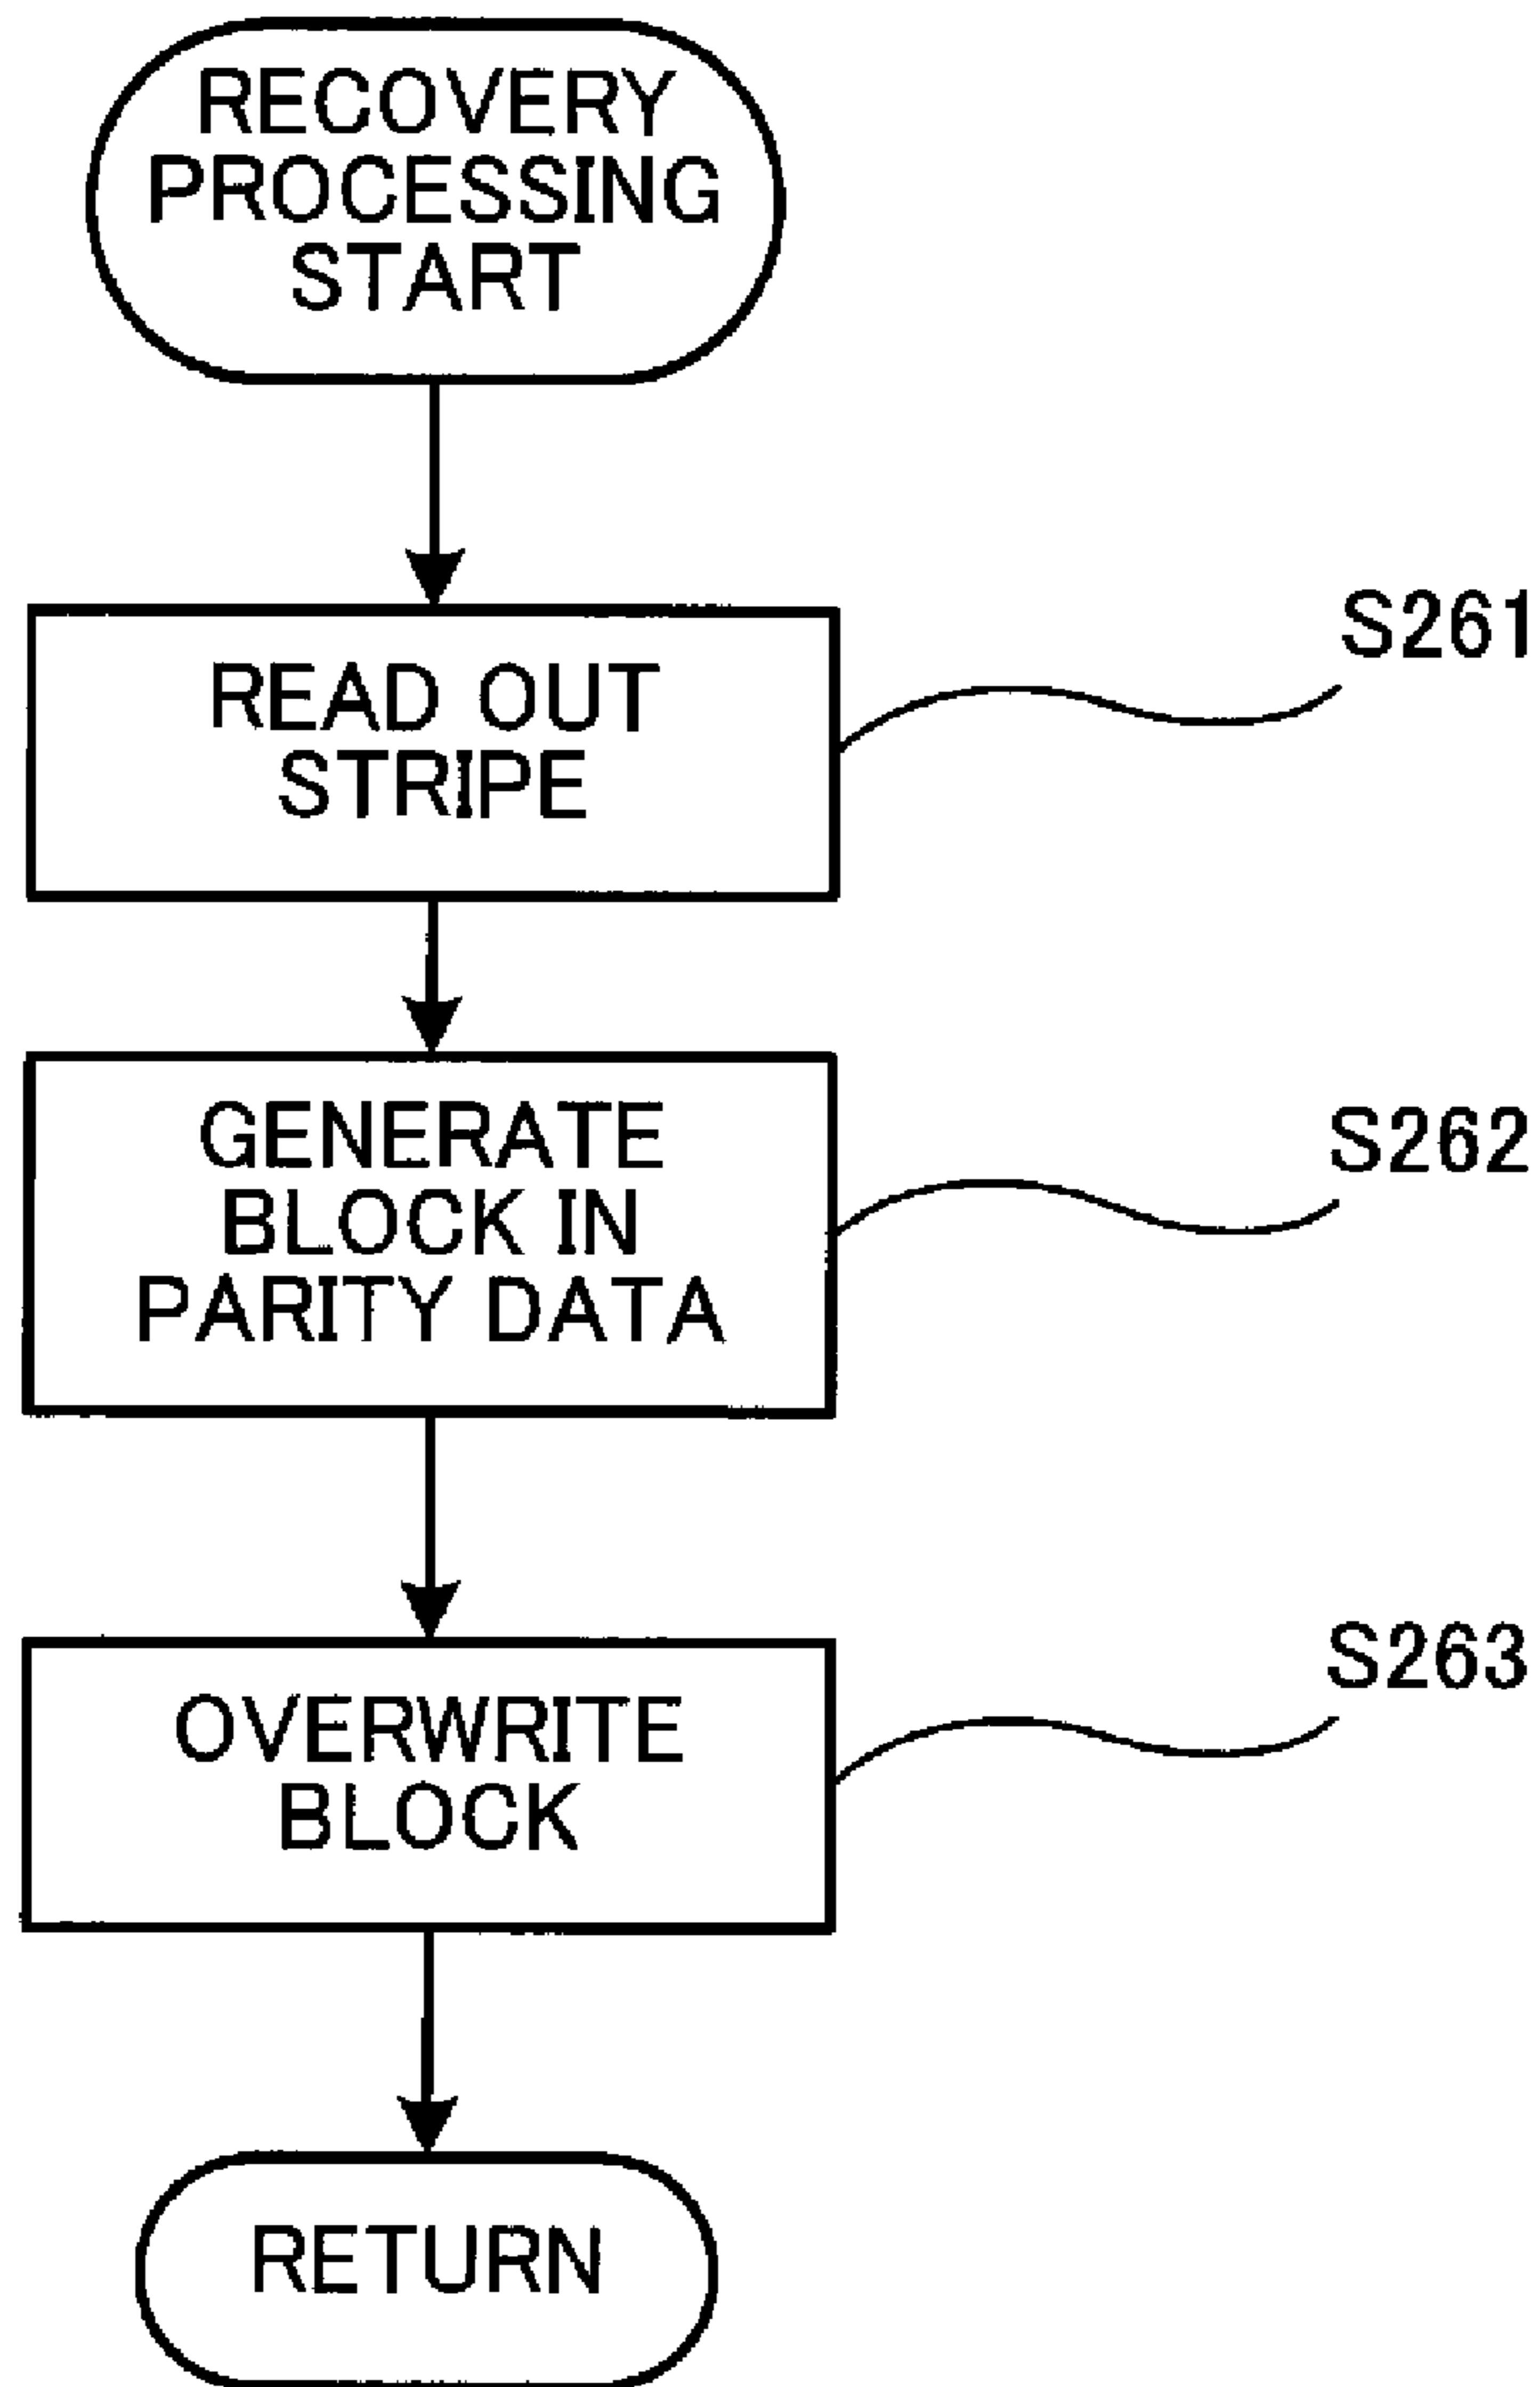 RECOVERY
PROCESSING
START
S261
READ OUT
STRIPE
S262
GENERATE
BLOCK IN
PARITY DATA
S263
OVERWRITE
BLOCK
RETURN